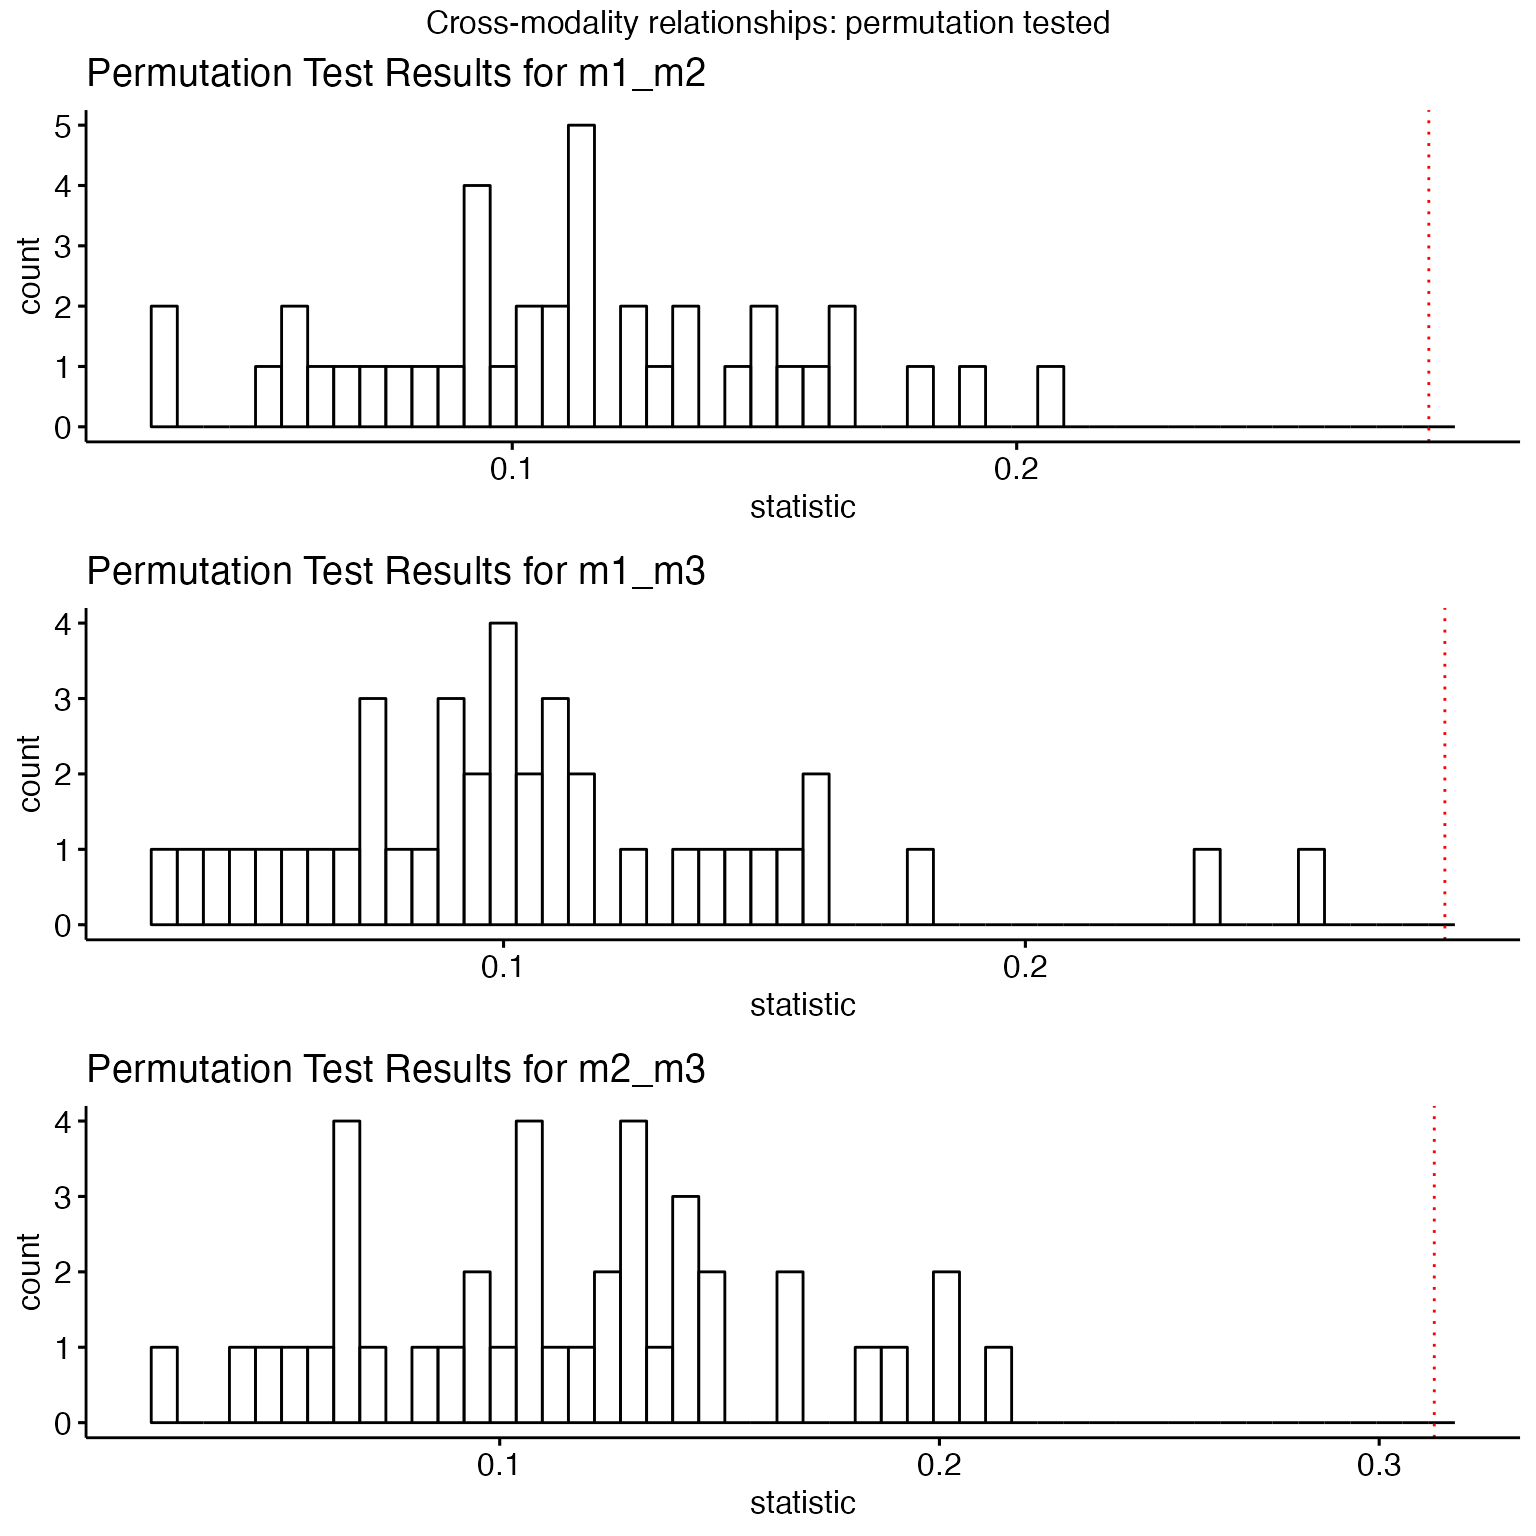 Cross-modality relationships: permutation tested
Permutation Test Results for m1_m2
count
5
4
3
2
1
0
0.1 0.2
statistic
Permutation Test Results for m1_m3
count
4
3
2
1
0
0.1 0.2
statistic
Permutation Test Results for m2_m3
count
4
3
2
1
0
0.1 0.2 0.3
statistic